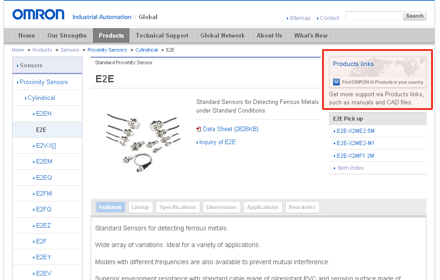 OMRON Industrial Automation | Global
Sitemap Contact Search
Home Our Strengths Products Technical Support Global Network About Us What's New
Home > Products > Sensors > Proximity Sensors > Cylindrical > E2E
Sensors
Proximity Sensors
Cylindrical
E2EH
E2E
E2V-X[]
E2EM
E2EQ
E2FM
E2FQ
E2EZ
E2F
E2EY
E2EV
Standard Proximity Sensor
E2E
Standard Sensors for Detecting Ferrous Metals
under Standard Conditions
Data Sheet (2828KB)
Inquiry of E2E
Features Lineup Specifications Dimensions Applications Item Index
Standard Sensors for detecting ferrous metals.
Wide array of variations. Ideal for a variety of applications.
Models with different frequencies are also available to prevent mutual interference.
Superior environment resistance with standard cable made of oilresistant PVC and sensing surface made of
Products links
Find OMRON IA Products in your country
Get more support via Products links,
such as manuals and CAD files.
E2E Pick up
E2E-X2ME2 5M
E2E-X2ME2-M1
E2E-X2MF1 2M
Item index